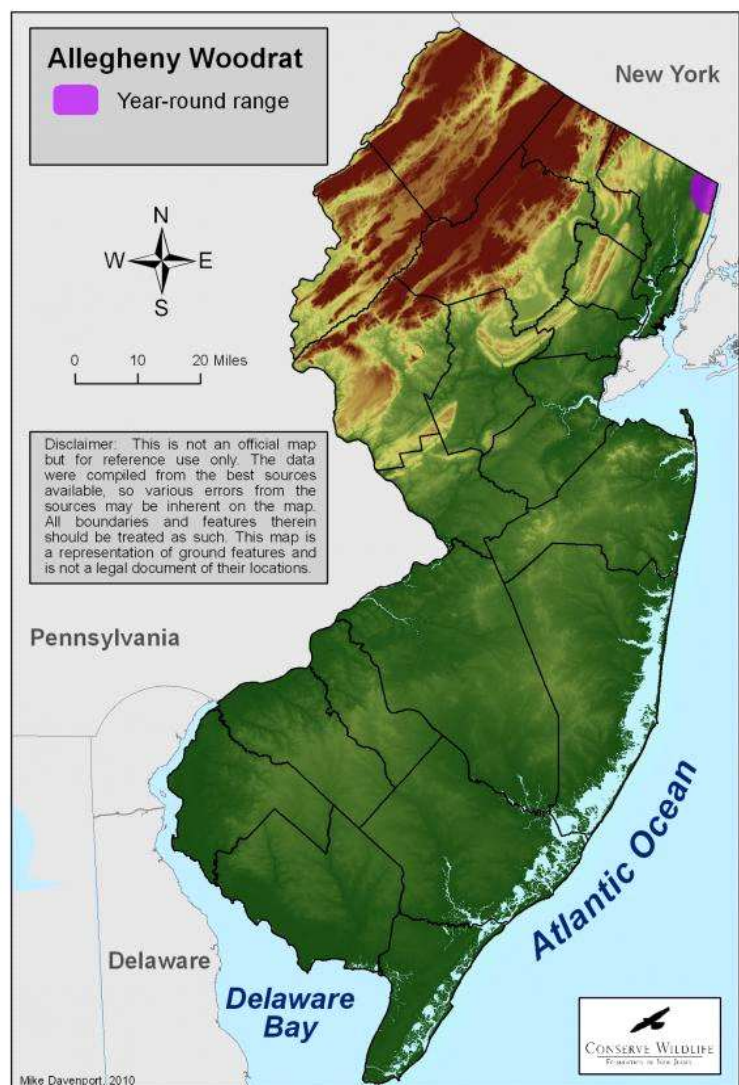 Allegheny Woodrat
Year-round range
New York
N
W
E
S
0
10
20 Miles
Disclaimer: This is not an official map
but for reference use only. The data
were compiled from the best sources
available, so various errors from the
sources may be inherent on the map.
All boundaries and features therein
should be treated as such. This map is
a representation of ground features and
is not a legal document of their locations.
Pennsylvania
Atlantic Ocean
Delaware
Delaware
Bay
CONSERVE WILDLIFE
FOUNDATION OF NEW JERSEY
Mike Davenport, 2010